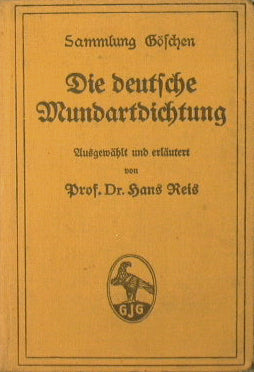 Sammlung Göschen
Die deutsche
Mundartdichtung
Ausgewählt und erläutert
von
Prof. Dr. Hans Reis
GJG